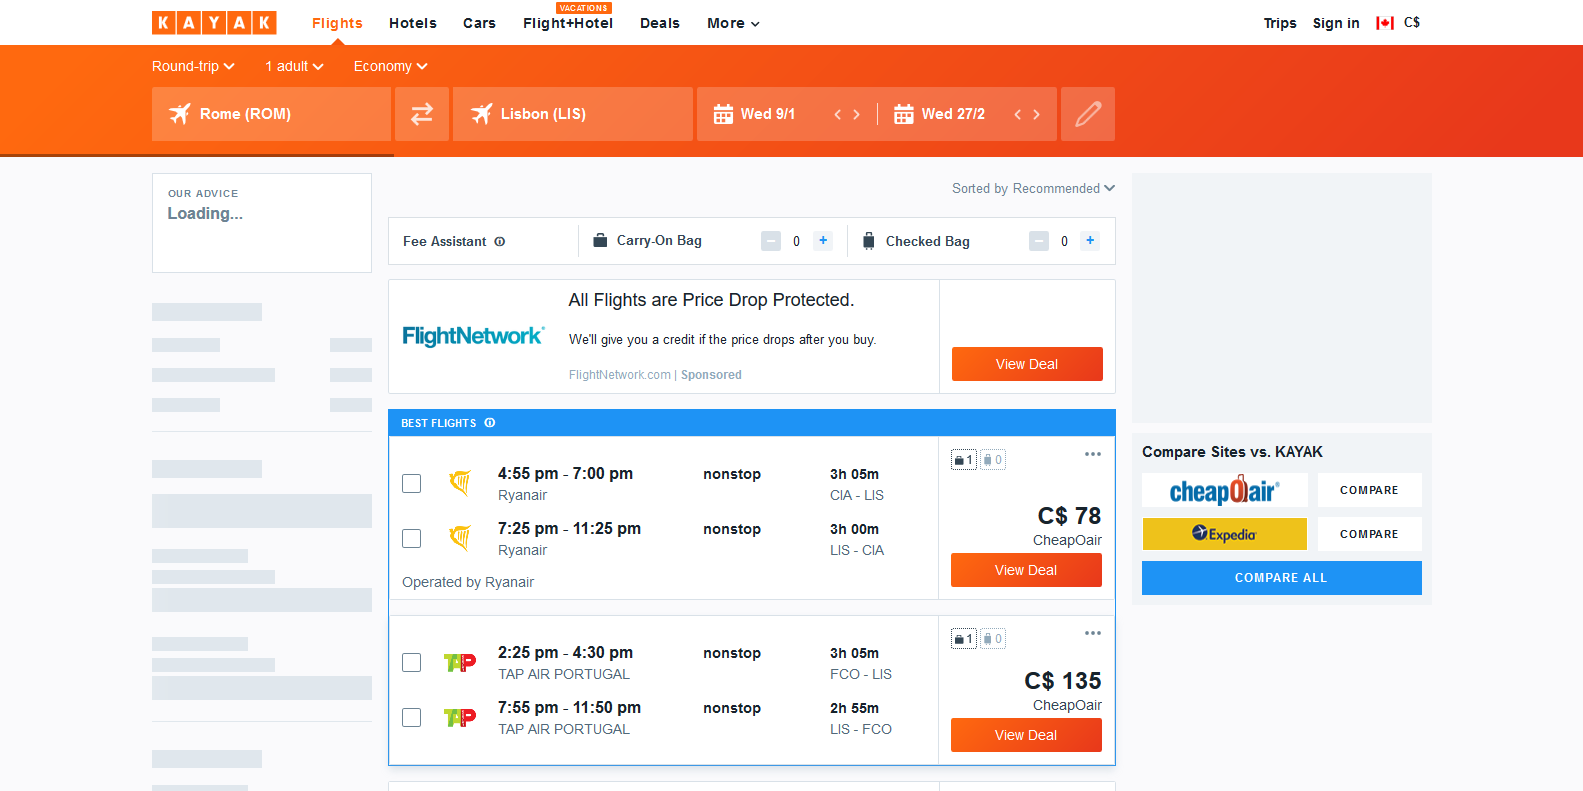 KAYAK
Flights
Hotels
Cars
VACATIONS
Flight+Hotel
Deals
More
Trips
Sign in
C$
Round-trip
1 adult
Economy
Rome (ROM)
Lisbon (LIS)
Wed 9/1
Wed 27/2
OUR ADVICE
Loading...
Sorted by Recommended
Fee Assistant
Carry-On Bag
0
Checked Bag
0
FlightNetwork
All Flights are Price Drop Protected.
We'll give you a credit if the price drops after you buy.
FlightNetwork.com | Sponsored
View Deal
BEST FLIGHTS
4:55 pm - 7:00 pm
nonstop
3h 05m
Ryanair
CIA - LIS
7:25 pm - 11:25 pm
nonstop
3h 00m
Ryanair
LIS - CIA
Operated by Ryanair
1
0
C$ 78
CheapOair
View Deal
TAP
2:25 pm - 4:30 pm
nonstop
3h 05m
TAP AIR PORTUGAL
FCO - LIS
TAP
7:55 pm - 11:50 pm
nonstop
2h 55m
TAP AIR PORTUGAL
LIS - FCO
1
0
C$ 135
CheapOair
View Deal
Compare Sites vs. KAYAK
cheapOair
COMPARE
Expedia
COMPARE
COMPARE ALL